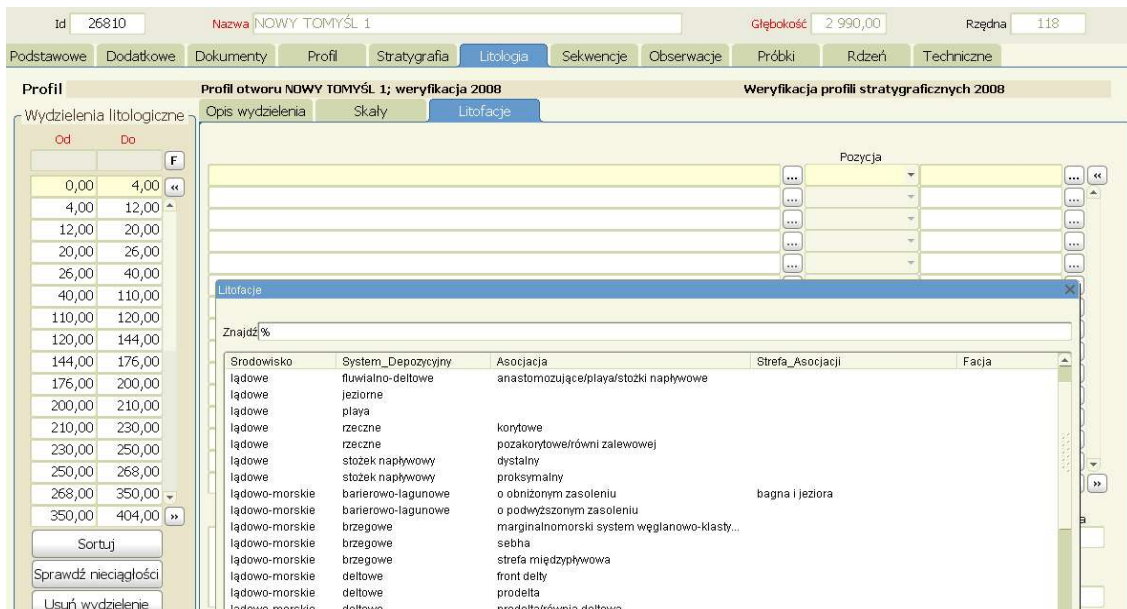 Id 26810 Nazwa NOWY TOMYŚL 1 Głębokość 2 990,00 Rzędna 118
Podstawowe Dodatkowe Dokumenty Profil Stratygrafia Litologia Sekwencje Obserwacje Próbki Rdzeń Techniczne
Profil Profil otworu NOWY TOMYŚL 1; weryfikacja 2008 Weryfikacja profili stratygraficznych 2008
Wydzielenia litologiczne Opis wydzielenia Skały Litofacje
Od Do
F
Pozycja
0,00 4,00 « ... ... «
4,00 12,00 ... ...
12,00 20,00 ... ...
20,00 26,00 ... ...
26,00 40,00 ... ...
Litofacje
40,00 110,00
110,00 120,00
Znajdź %
120,00 144,00
Srodowisko System_Depozycyjny Asocjacja Strefa_Asocjacji Facja
144,00 176,00
lądowe fluwialno-deltowe anastomozujące/playa/stożki napływowe
176,00 200,00
lądowe jeziorne
lądowe playa
200,00 210,00
lądowe rzeczne korytowe
210,00 230,00
lądowe rzeczne pozakorytowe/równi zalewowej
230,00 250,00
lądowe stożek napływowy dystalny
250,00 268,00
lądowe stożek napływowy proksymalny
268,00 350,00 »
lądowo-morskie barierowo-lagunowe o obniżonym zasoleniu bagna i jeziora
lądowo-morskie barierowo-lagunowe o podwyższonym zasoleniu
350,00 404,00 »
lądowo-morskie brzegowe marginalnomorski system węglanowo-klasty...
Sortuj
lądowo-morskie brzegowe sebha
lądowo-morskie brzegowe strefa międzypływowa
Sprawdź nieciągłości
lądowo-morskie deltowe front delty
lądowo-morskie deltowe prodelta
Usuń wydzielenie
lądowo-morskie deltowe prodelta/równia deltowa